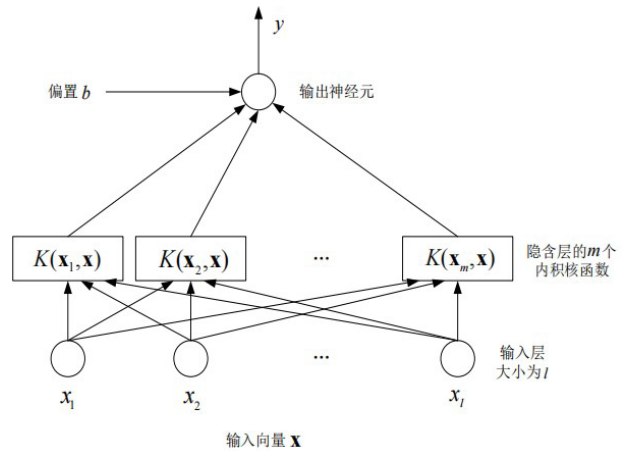 y
偏置 b
输出神经元
K(x₁,x)
K(x₂,x)
...
K(xₘ,x)
隐含层的m个
内积核函数
...
输入层
大小为l
x₁
x₂
xₗ
输入向量 x